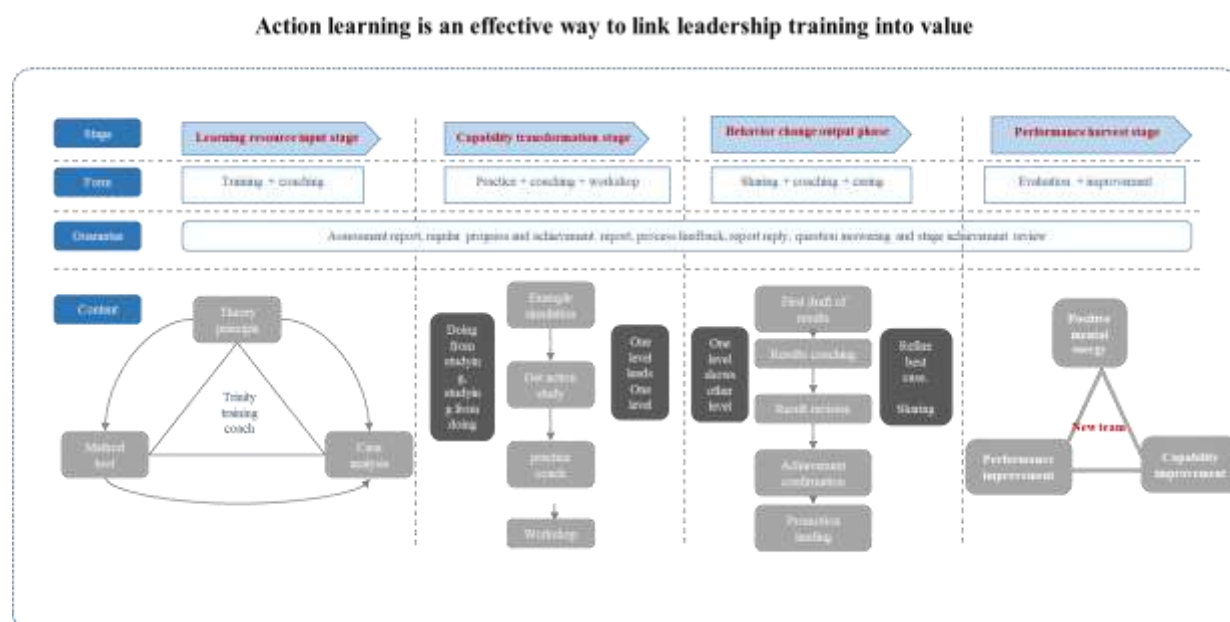 Action learning is an effective way to link leadership training into value
Stage
Learning resource input stage
Capability transformation stage
Behavior change output phase
Performance harvest stage
Form
Training + coaching
Practice + coaching + workshop
Sharing + coaching + caring
Evaluation + improvement
Guarantee
Assessment report, regular progress and achievement report, process feedback, report reply, question answering and stage achievement review
Content
Theory
principle
Trinity
training
coach
Method
tool
Case
analysis
Doing
from
studyin
g, studyin
g from
doing
Example
simulation
action
study
practice
coach
Workshop
One
level
leads
One
level
One
level
shows
other
level
First draft of
results
Results coaching
Result revision
Achievement
confirmation
Promotion
Refine
best
case.
Sharing
Positive
mental
energy
New team
Performance
improvement
Capability
improvement